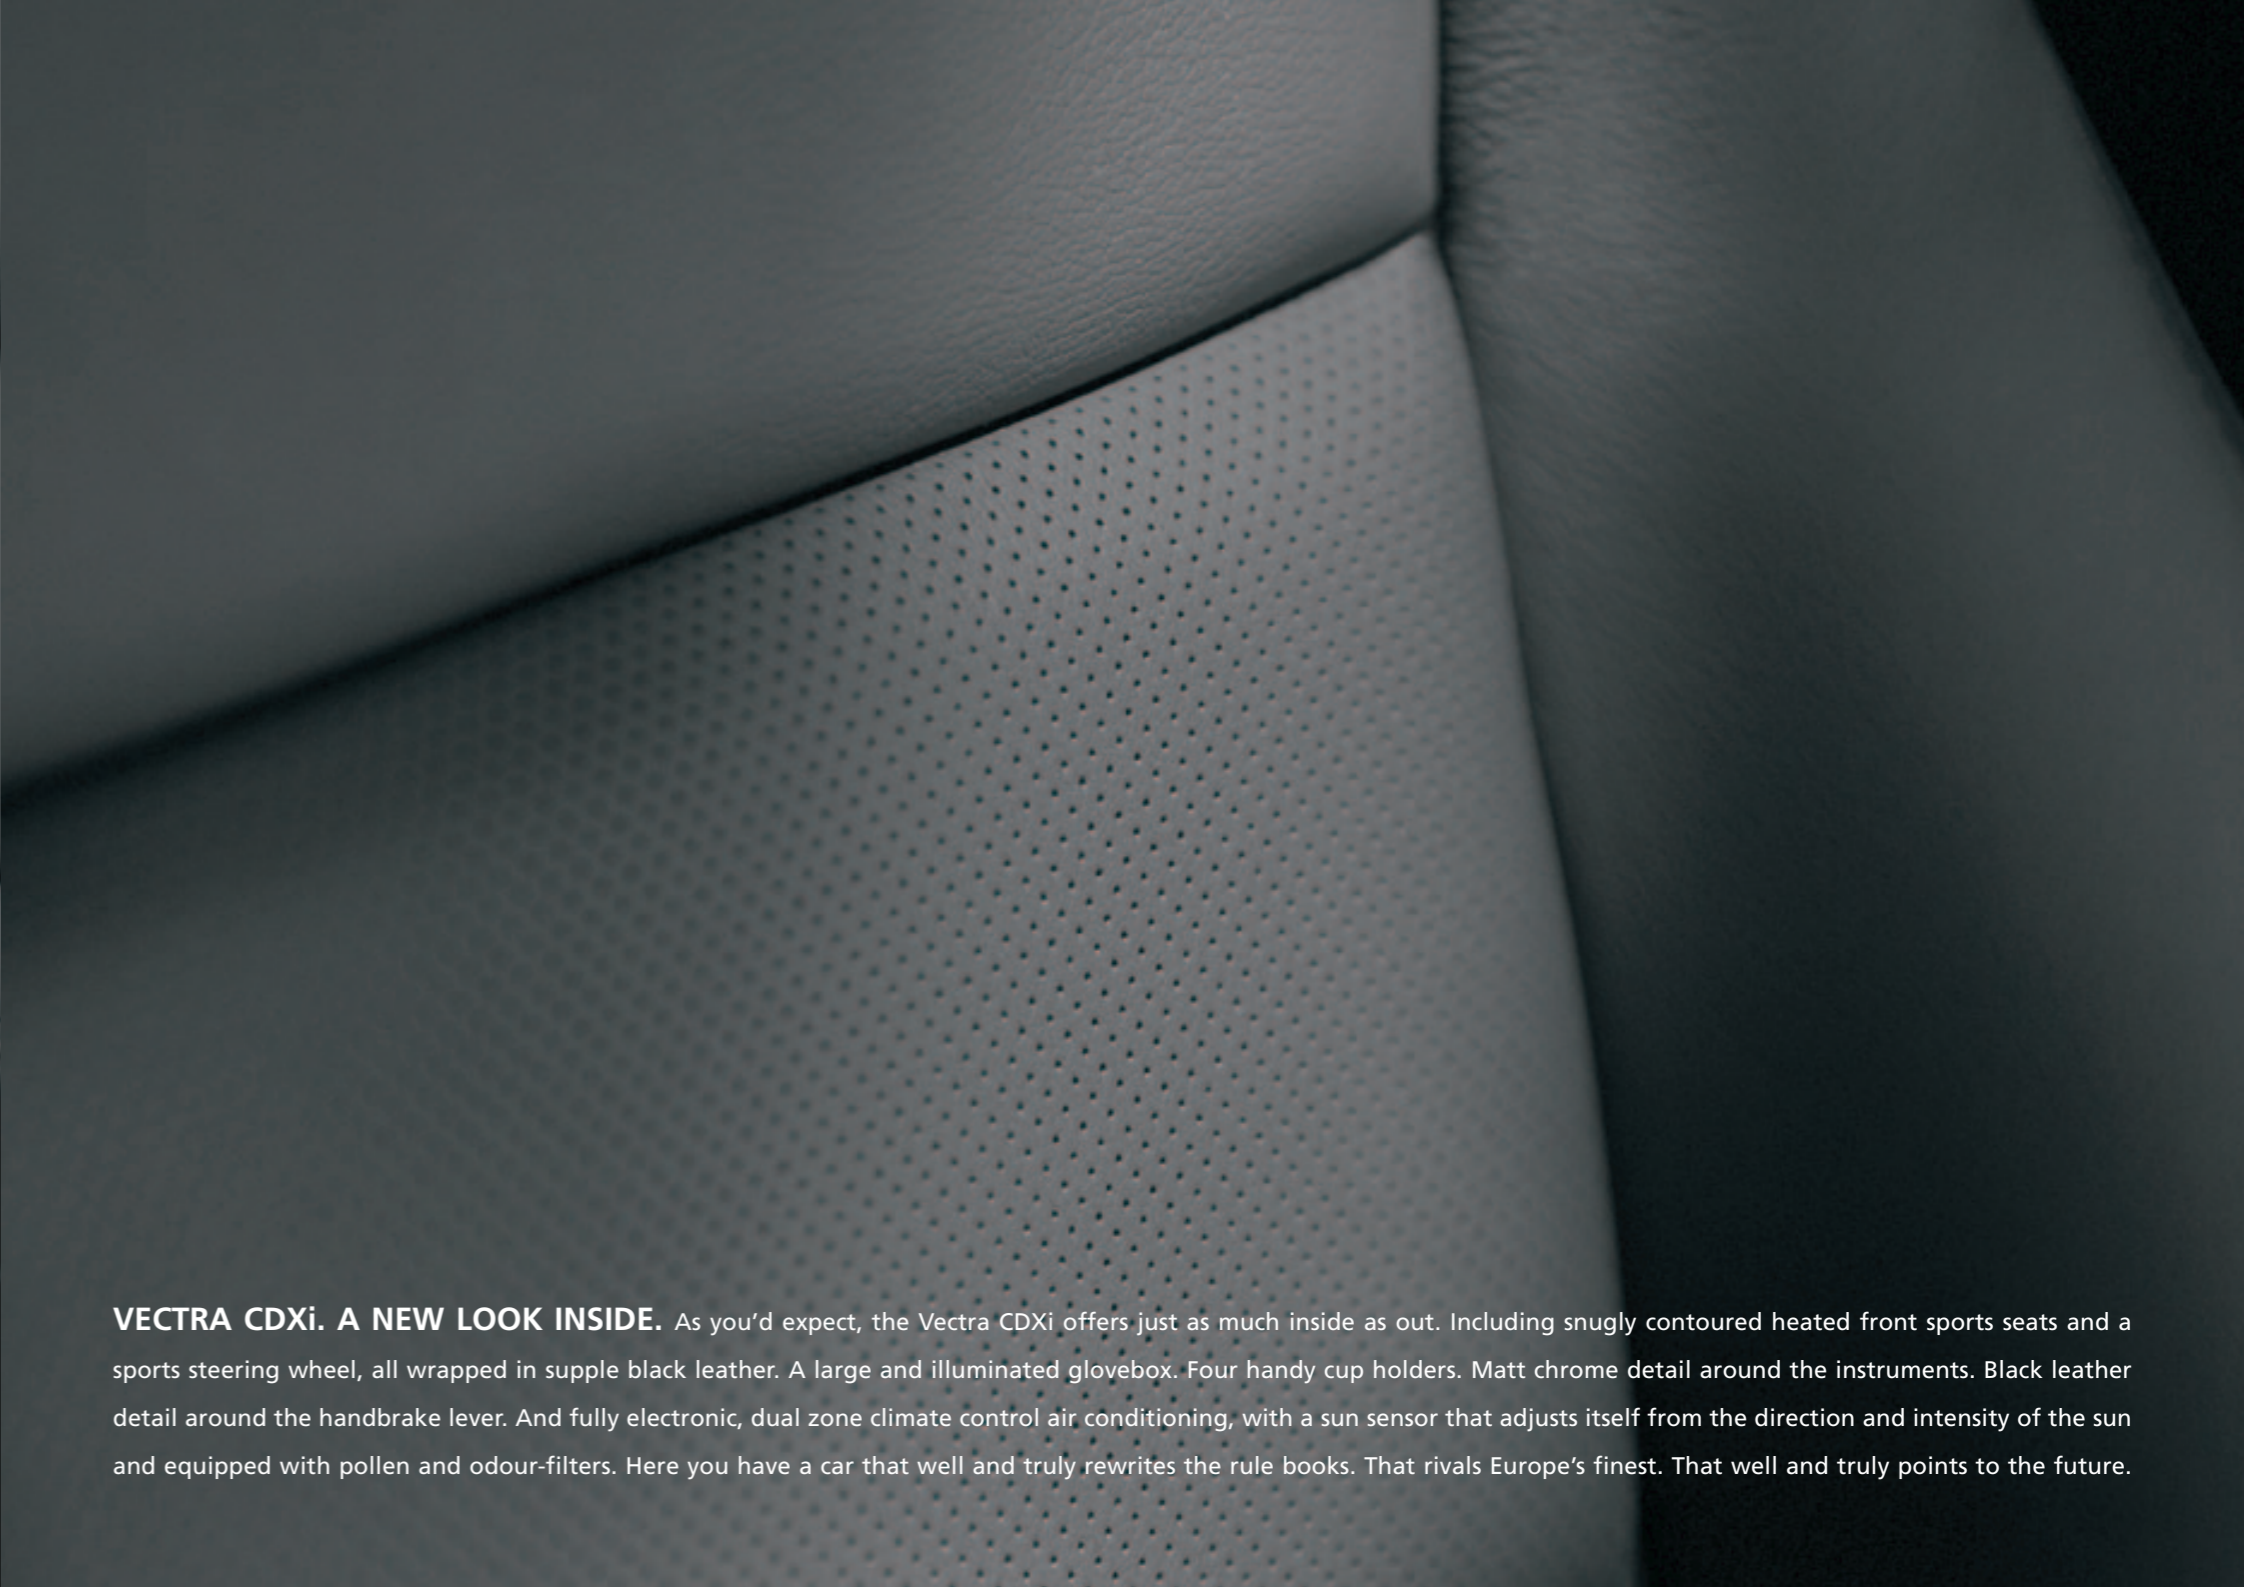 VECTRA CDXi. A NEW LOOK INSIDE. As you’d expect, the Vectra CDXi offers just as much inside as out. Including snugly contoured heated front sports seats and a
sports steering wheel, all wrapped in supple black leather. A large and illuminated glovebox. Four handy cup holders. Matt chrome detail around the instruments. Black leather
detail around the handbrake lever. And fully electronic, dual zone climate control air conditioning, with a sun sensor that adjusts itself from the direction and intensity of the sun
and equipped with pollen and odour-filters. Here you have a car that well and truly rewrites the rule books. That rivals Europe’s finest. That well and truly points to the future.